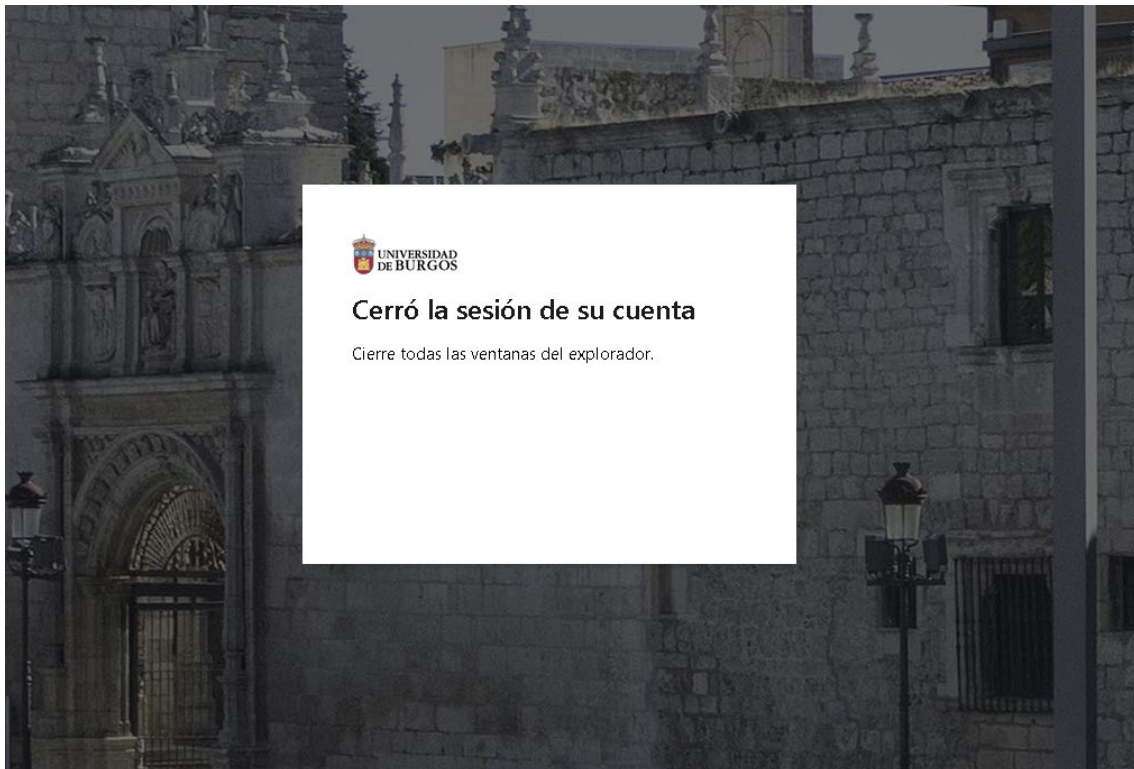 UNIVERSIDAD
DE BURGOS
Cerró la sesión de su cuenta
Cierre todas las ventanas del explorador.